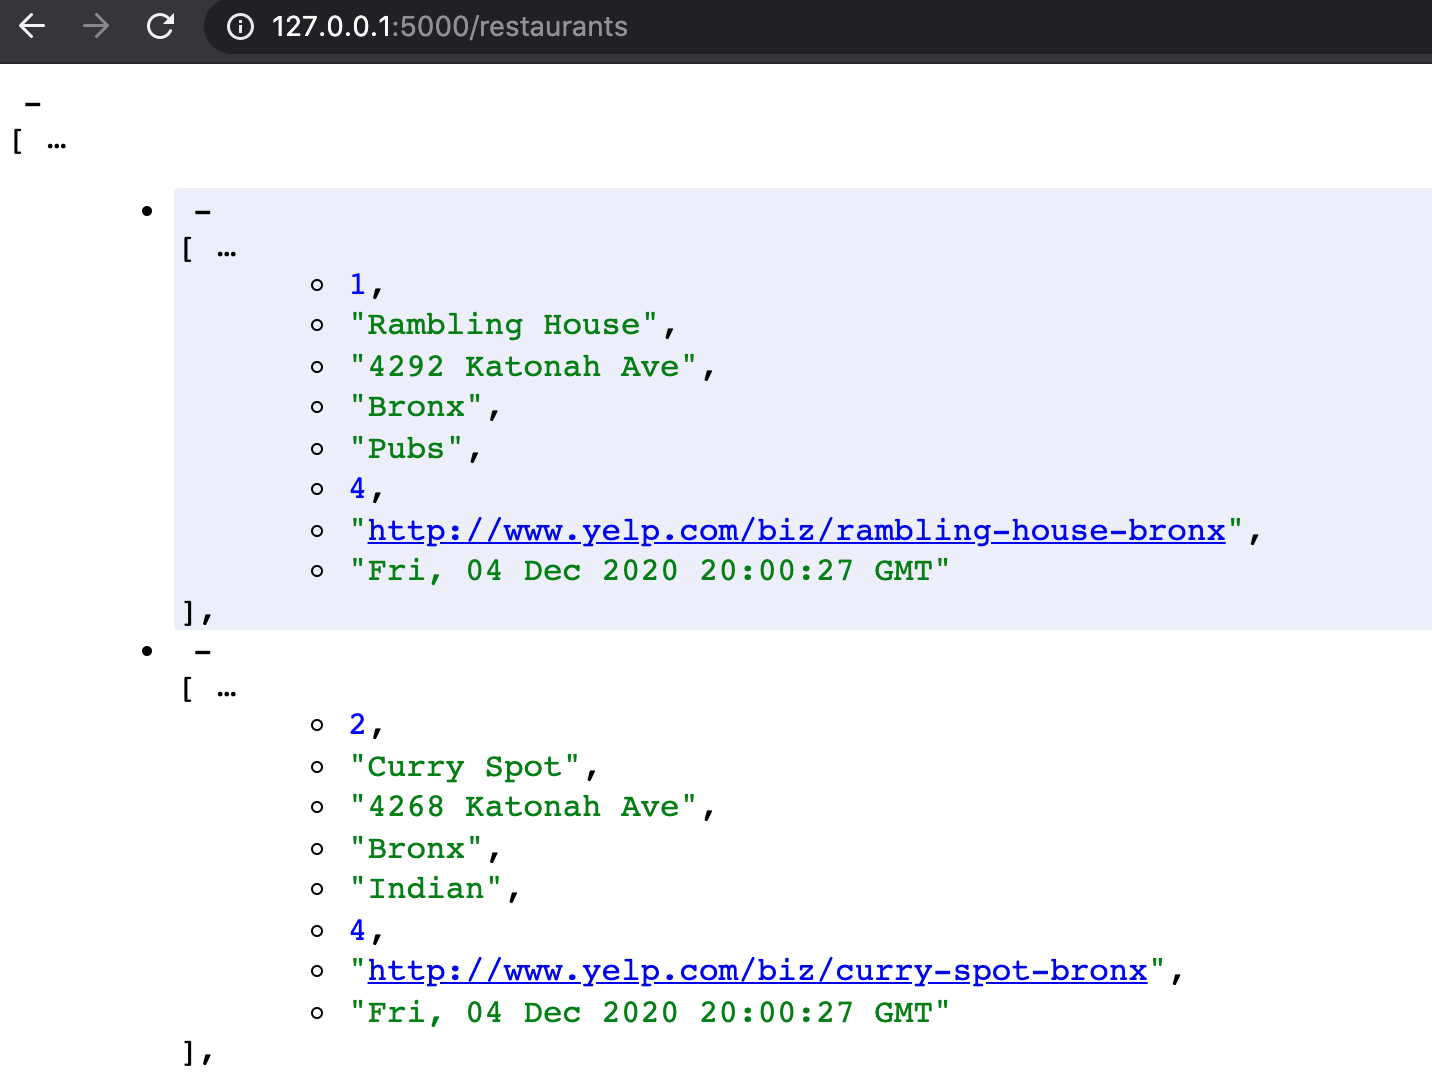 127.0.0.1:5000/restaurants
-
[ …
-
[ …
1,
"Rambling House",
"4292 Katonah Ave",
"Bronx",
"Pubs",
4,
"http://www.yelp.com/biz/rambling-house-bronx",
"Fri, 04 Dec 2020 20:00:27 GMT"
],
-
[ …
2,
"Curry Spot",
"4268 Katonah Ave",
"Bronx",
"Indian",
4,
"http://www.yelp.com/biz/curry-spot-bronx",
"Fri, 04 Dec 2020 20:00:27 GMT"
],